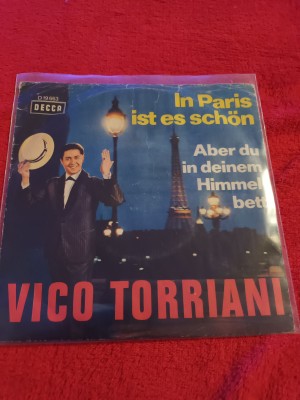 D 19 863
DECCA
In Paris
ist es schön
Aber du
in deinem
Himmel
bett
VICO TORRIANI